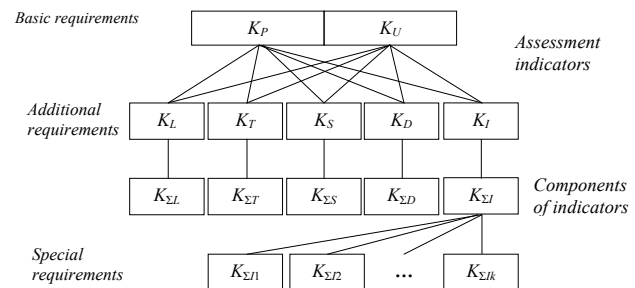 Basic requirements
K_P K_U
Assessment
indicators
Additional
requirements
K_L K_T K_S K_D K_I
K_ΣL K_ΣT K_ΣS K_ΣD K_ΣI
Components
of indicators
Special
requirements
K_ΣI1 K_ΣI2 ... K_ΣIk